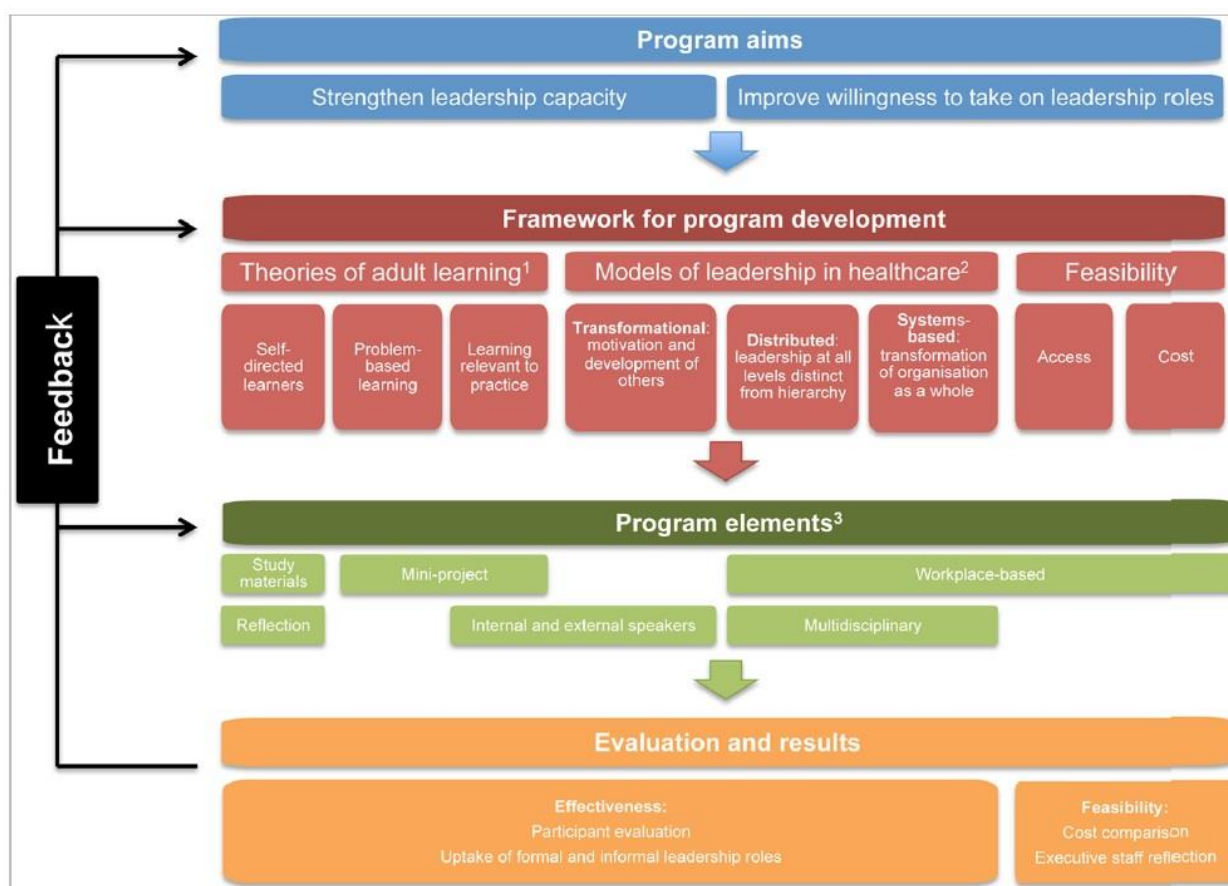 Program aims
Strengthen leadership capacity
Improve willingness to take on leadership roles
Feedback
Framework for program development
Theories of adult learning¹
Models of leadership in healthcare²
Feasibility
Self-
directed
learners
Problem-
based
learning
Learning
relevant to
practice
Transformational:
motivation and
development of
others
Distributed:
leadership at all
levels distinct
from hierarchy
Systems-
based:
transformation
of organisation
as a whole
Access
Cost
Program elements³
Study
materials
Mini-project
Workplace-based
Reflection
Internal and external speakers
Multidisciplinary
Evaluation and results
Effectiveness:
Participant evaluation
Uptake of formal and informal leadership roles
Feasibility:
Cost comparison
Executive staff reflection